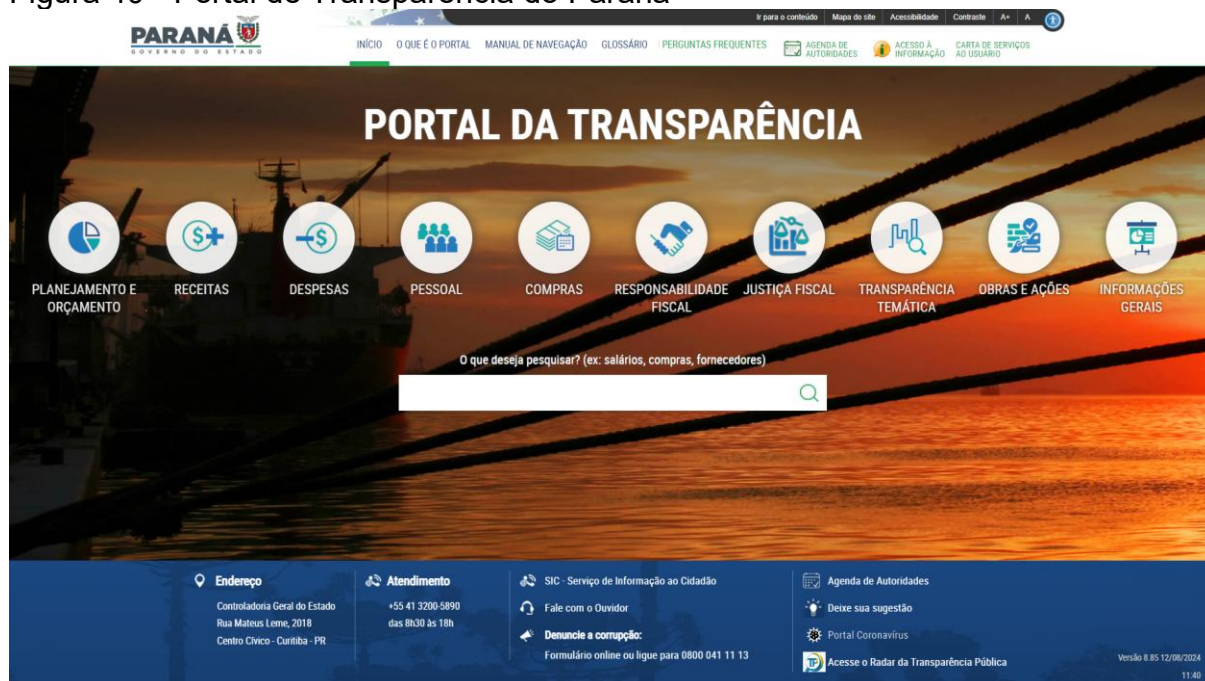 Ir para o conteúdo Mapa do site Acessibilidade Contraste A+ A
PARANÁ
GOVERNO DO ESTADO
INÍCIO O QUE É O PORTAL MANUAL DE NAVEGAÇÃO GLOSSÁRIO PERGUNTAS FREQUENTES
AGENDA DE
AUTORIDADES
ACESSO À
INFORMAÇÃO
CARTA DE SERVIÇOS
AO USUÁRIO
PORTAL DA TRANSPARÊNCIA
PLANEJAMENTO E
ORÇAMENTO
RECEITAS
DESPESAS
PESSOAL
COMPRAS
RESPONSABILIDADE
FISCAL
JUSTIÇA FISCAL
TRANSPARÊNCIA
TEMÁTICA
OBRAS E AÇÕES
INFORMAÇÕES
GERAIS
O que deseja pesquisar? (ex: salários, compras, fornecedores)
Endereço
Controladoria Geral do Estado
Rua Mateus Leme, 2018
Centro Cívico - Curitiba - PR
Atendimento
+55 41 3200-5890
das 8h30 às 18h
SIC - Serviço de Informação ao Cidadão
Fale com o Ouvidor
Denuncie a corrupção:
Formulário online ou ligue para 0800 041 11 13
Agenda de Autoridades
Deixe sua sugestão
Portal Coronavírus
Acesse o Radar da Transparência Pública
Versão 8.85 12/08/2024
11:40